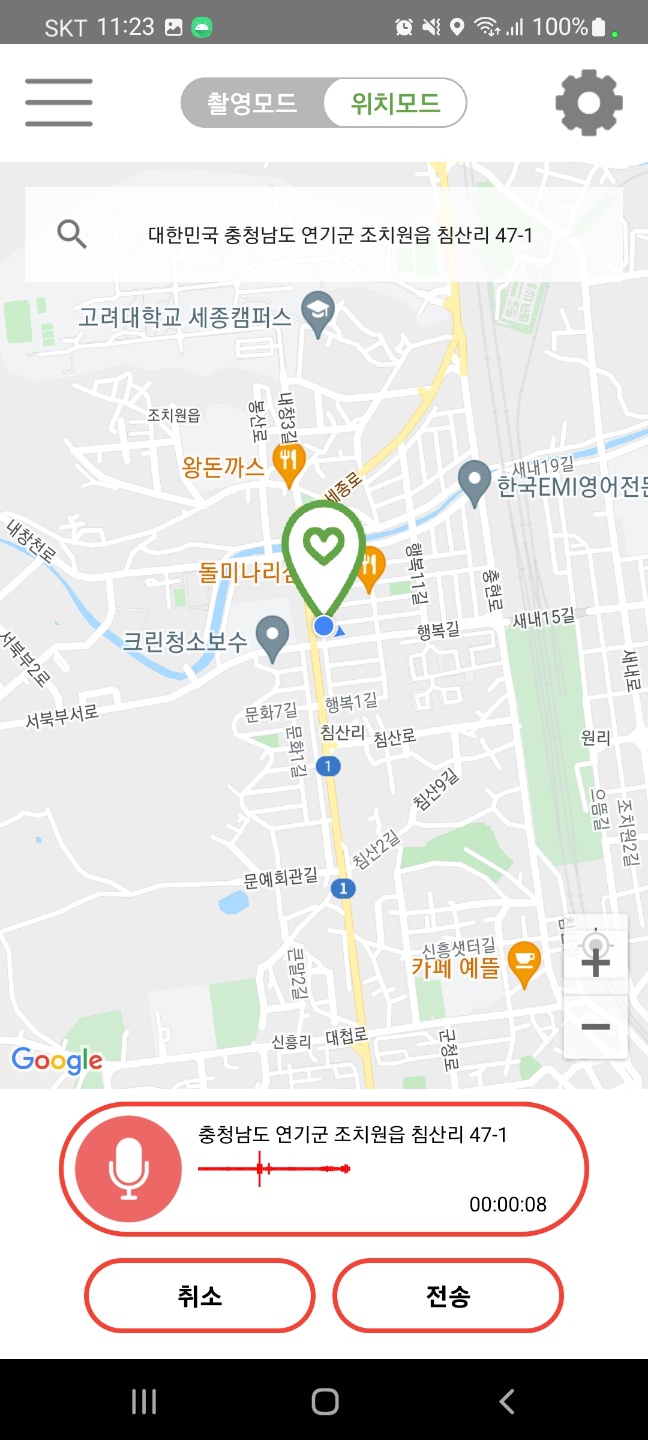 SKT 11:23
100%
촬영모드
위치모드
대한민국 충청남도 연기군 조치원읍 침산리 47-1
고려대학교 세종캠퍼스
조치원읍
봉산로
내창3길
왕돈까스
세종로
새내19길
한국EMI영어전문
내창천로
돌미나리
행복11길
충현로
크린청소보수
행복길
새내15길
서북부2로
새내로
서북부서로
문화7길
행복1길
문화1길
침산리
침산로
원리
1
침산9길
으뜸길
조치원2길
침산2길
문예회관길
1
신흥샛터길
카페 예뜰
큰말2길
+
신흥리
대첩로
군청로
−
Google
충청남도 연기군 조치원읍 침산리 47-1
00:00:08
취소
전송